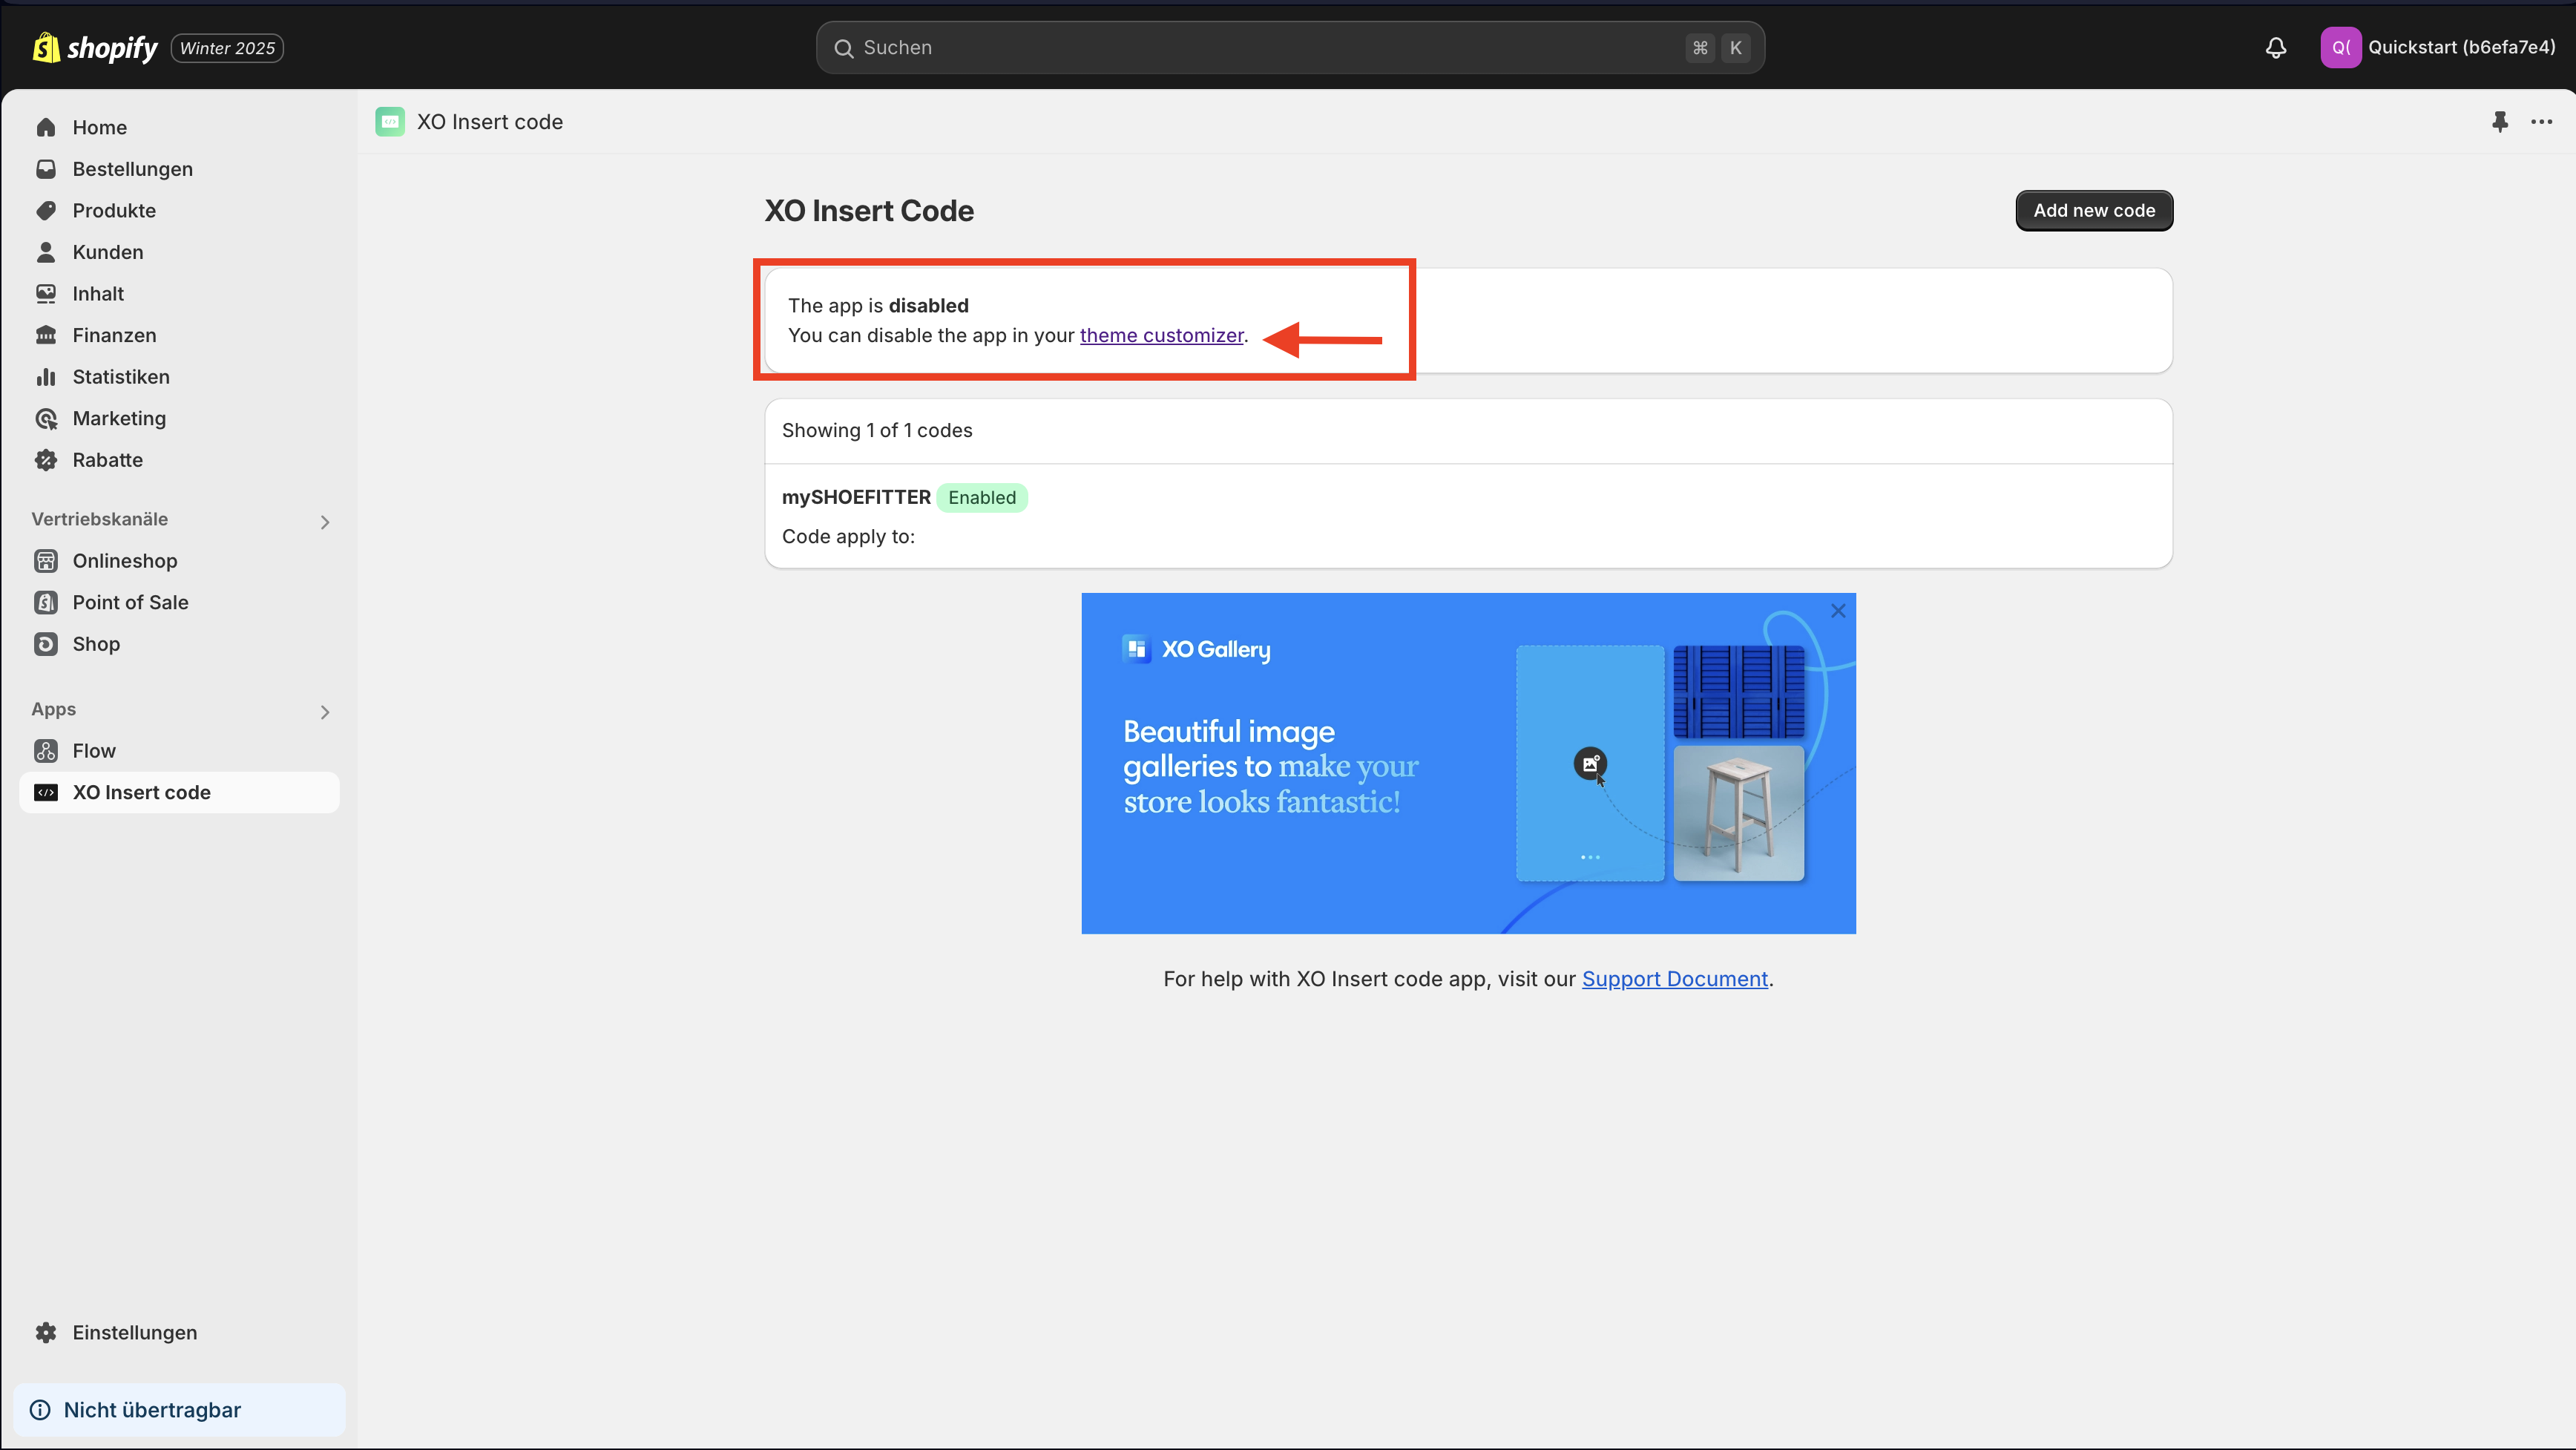 shopify Winter 2025
Suchen ⌘ K
Q( Quickstart (b6efa7e4)
Home
Bestellungen
Produkte
Kunden
Inhalt
Finanzen
Statistiken
Marketing
Rabatte
Vertriebskanäle
Onlineshop
Point of Sale
Shop
Apps
Flow
XO Insert code
Einstellungen
Nicht übertragbar
XO Insert code
XO Insert Code
Add new code
The app is disabled
You can disable the app in your theme customizer.
Showing 1 of 1 codes
mySHOEFITTER Enabled
Code apply to:
XO Gallery
Beautiful image
galleries to make your
store looks fantastic!
For help with XO Insert code app, visit our Support Document.